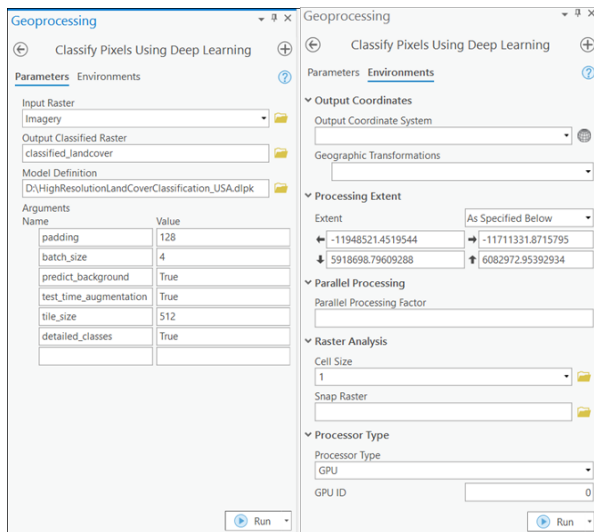 Geoprocessing
Classify Pixels Using Deep Learning
Parameters Environments
Input Raster
Imagery
Output Classified Raster
classified_landcover
Model Definition
D:\HighResolutionLandCoverClassification_USA.dlpk
Arguments
Name Value
padding 128
batch_size 4
predict_background True
test_time_augmentation True
tile_size 512
detailed_classes True
Run
Geoprocessing
Classify Pixels Using Deep Learning
Parameters Environments
Output Coordinates
Output Coordinate System
Geographic Transformations
Processing Extent
Extent As Specified Below
-11948521.4519544 -11711331.8715795
5918698.79609288 6082972.95392934
Parallel Processing
Parallel Processing Factor
Raster Analysis
Cell Size
1
Snap Raster
Processor Type
Processor Type
GPU
GPU ID 0
Run